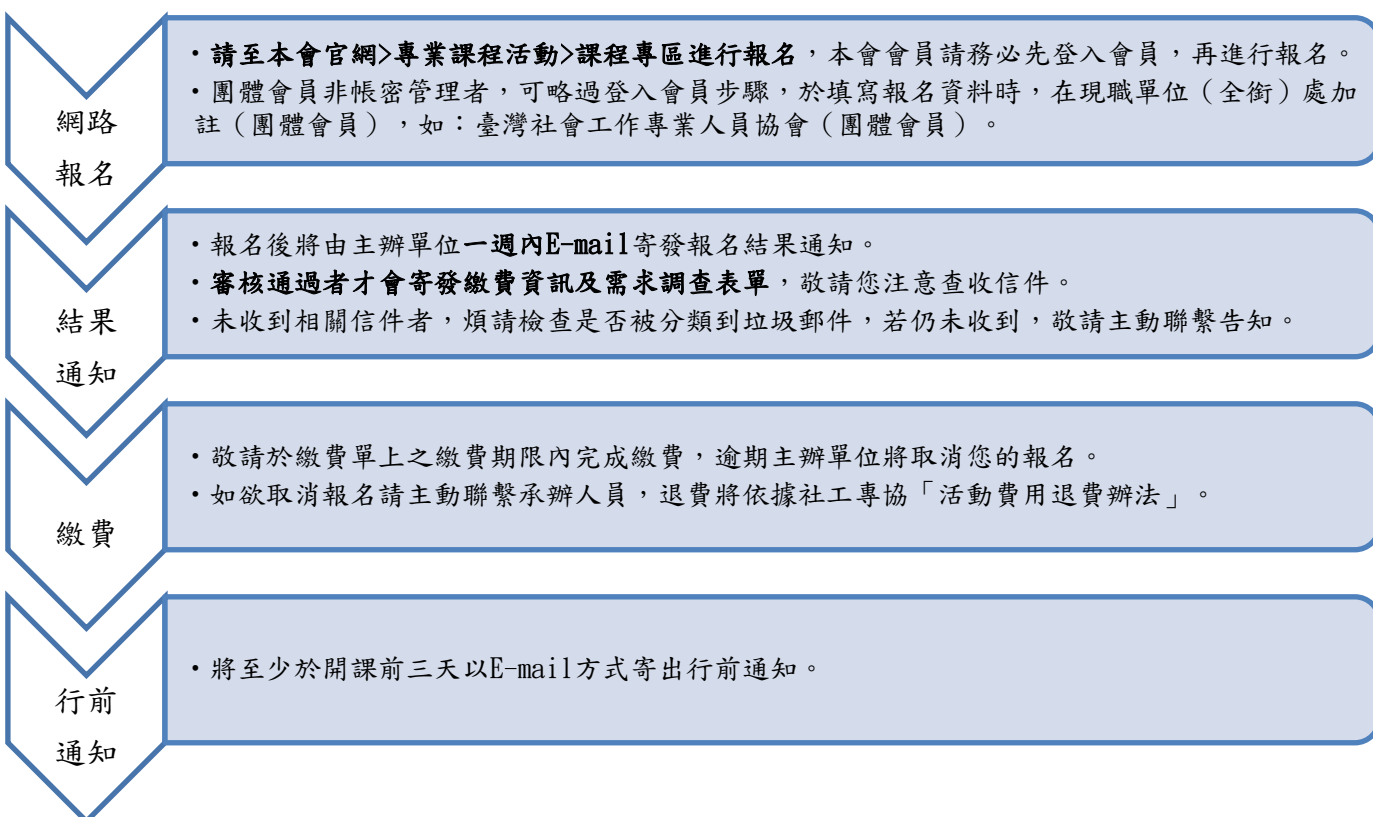 網路
報名
・請至本會官網>專業課程活動>課程專區進行報名，本會會員請務必先登入會員，再進行報名。
・團體會員非帳密管理者，可略過登入會員步驟，於填寫報名資料時，在現職單位（全銜）處加
註（團體會員），如：臺灣社會工作專業人員協會（團體會員）。
結果
通知
・報名後將由主辦單位一週內E-mail寄發報名結果通知。
・審核通過者才會寄發繳費資訊及需求調查表單，敬請您注意查收信件。
・未收到相關信件者，煩請檢查是否被分類到垃圾郵件，若仍未收到，敬請主動聯繫告知。
繳費
・敬請於繳費單上之繳費期限內完成繳費，逾期主辦單位將取消您的報名。
・如欲取消報名請主動聯繫承辦人員，退費將依據社工專協「活動費用退費辦法」。
行前
通知
・將至少於開課前三天以E-mail方式寄出行前通知。